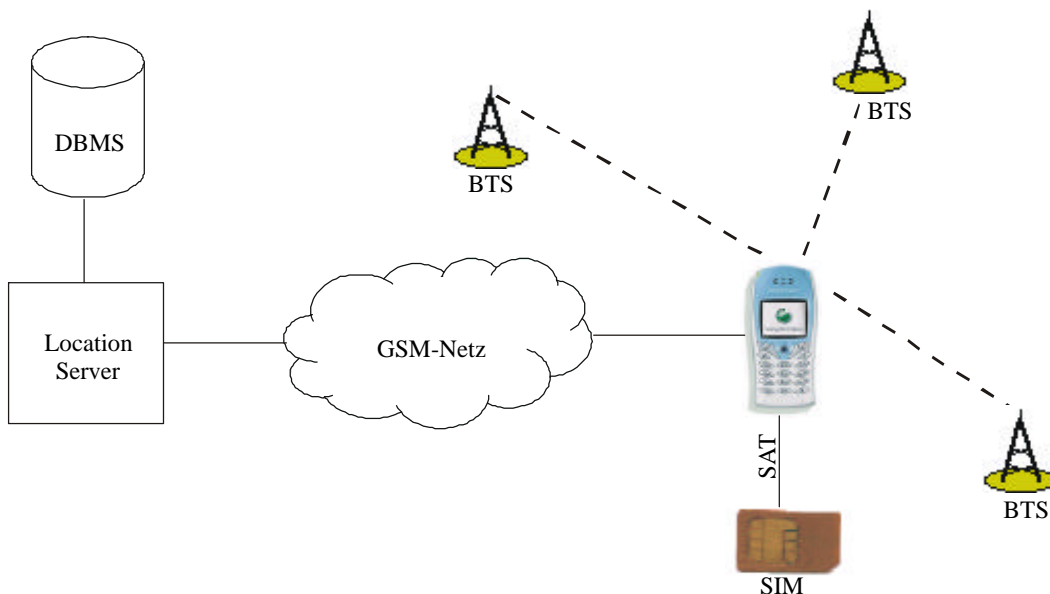 BTS
DBMS
BTS
Location
Server
GSM-Netz
SAT
BTS
SIM